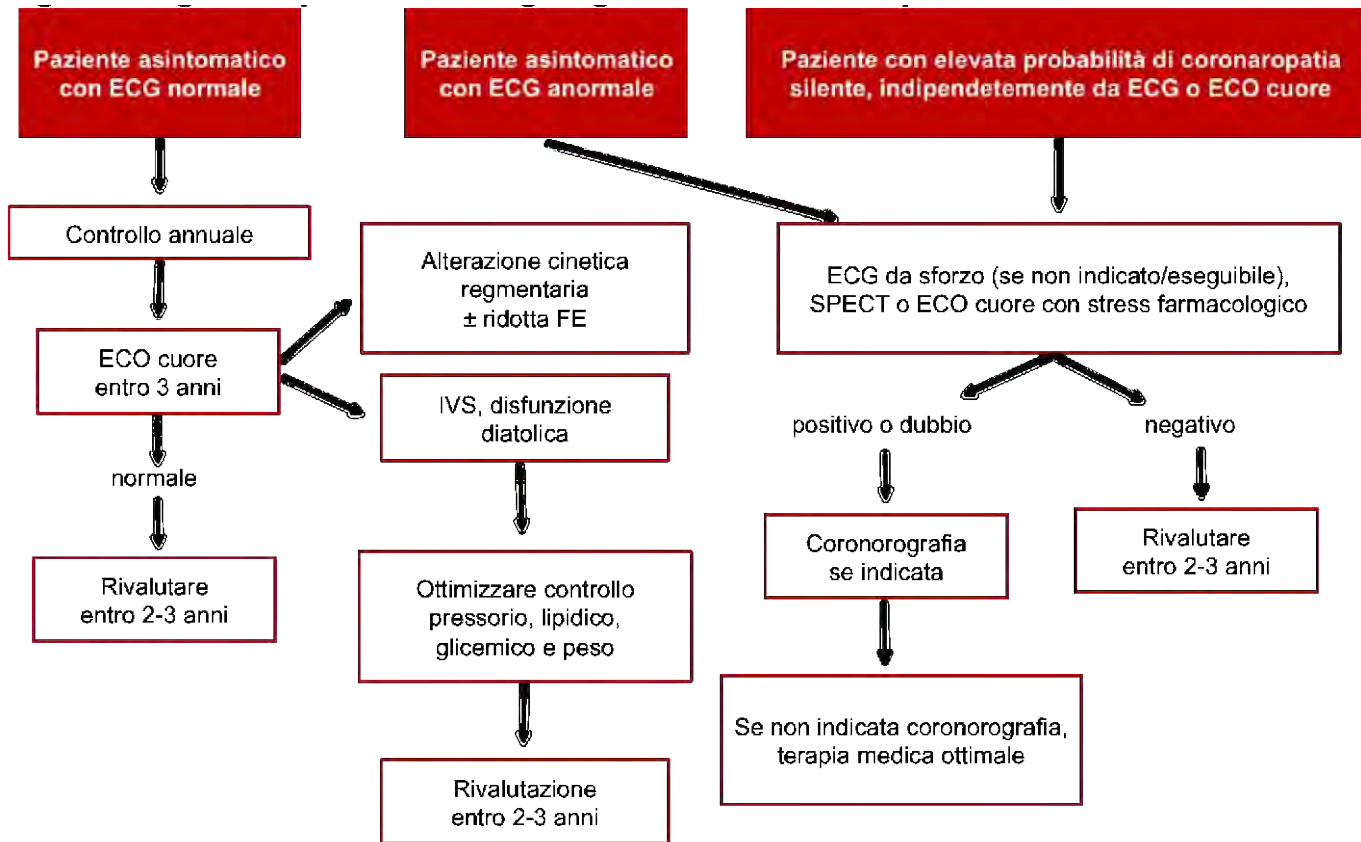 Paziente asintomatico
con ECG normale
Paziente asintomatico
con ECG anormale
Paziente con elevata probabilità di coronaropatia
silente, indipendetemente da ECG o ECO cuore
Controllo annuale
ECO cuore
entro 3 anni
normale
Rivalutare
entro 2-3 anni
Alterazione cinetica
regmentaria
± ridotta FE
IVS, disfunzione
diatolica
Ottimizzare controllo
pressorio, lipidico,
glicemico e peso
Rivalutazione
entro 2-3 anni
ECG da sforzo (se non indicato/eseguibile),
SPECT o ECO cuore con stress farmacologico
positivo o dubbio
negativo
Coronorografia
se indicata
Rivalutare
entro 2-3 anni
Se non indicata coronorografia,
terapia medica ottimale